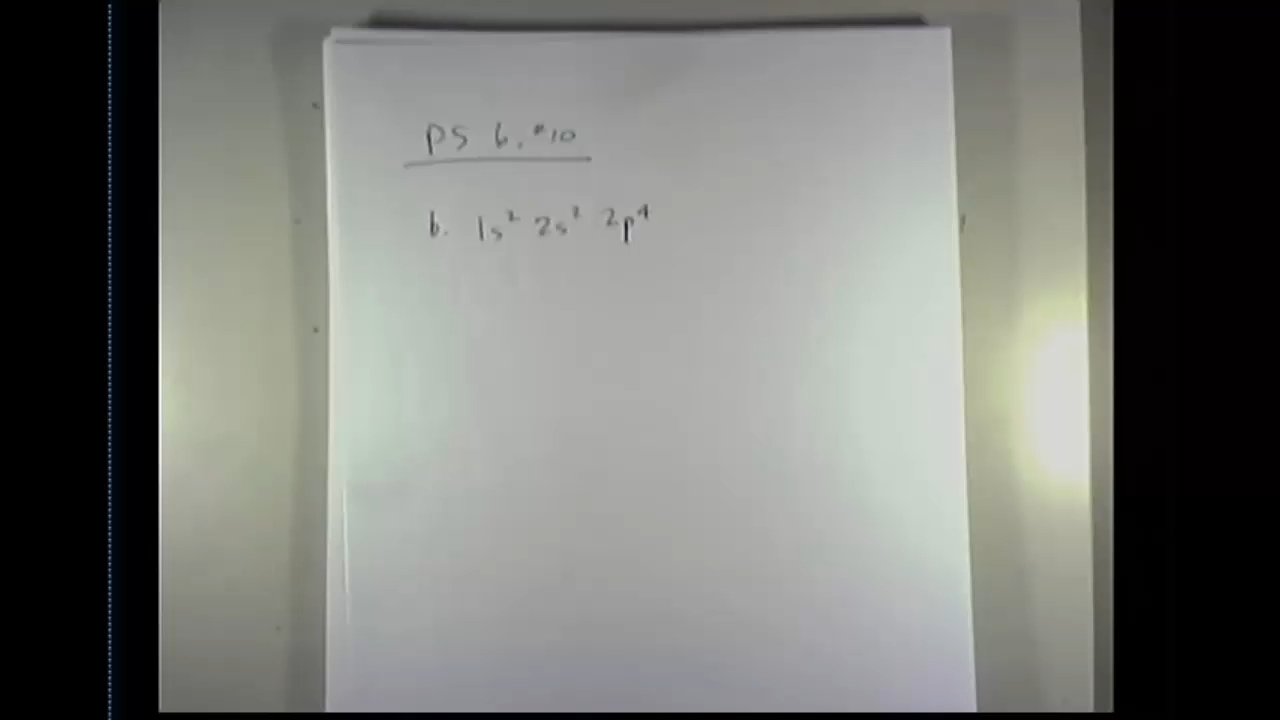 PS 6, #10
b. 1s² 2s² 2p⁴